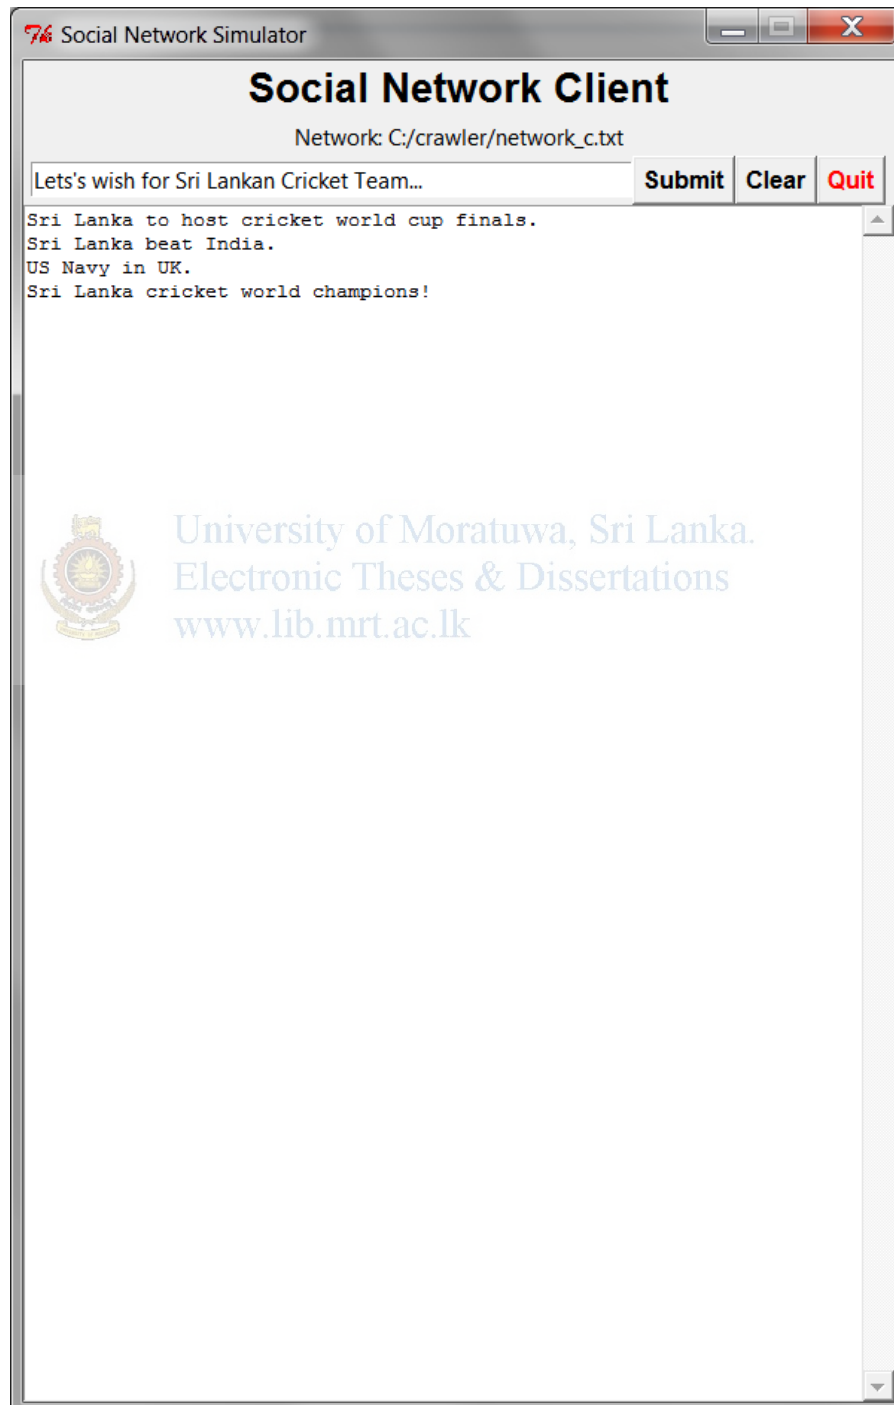 Social Network Simulator
Social Network Client
Network: C:/crawler/network_c.txt
Lets's wish for Sri Lankan Cricket Team... Submit Clear Quit
Sri Lanka to host cricket world cup finals.
Sri Lanka beat India.
US Navy in UK.
Sri Lanka cricket world champions!
University of Moratuwa, Sri Lanka.
Electronic Theses & Dissertations
www.lib.mrt.ac.lk